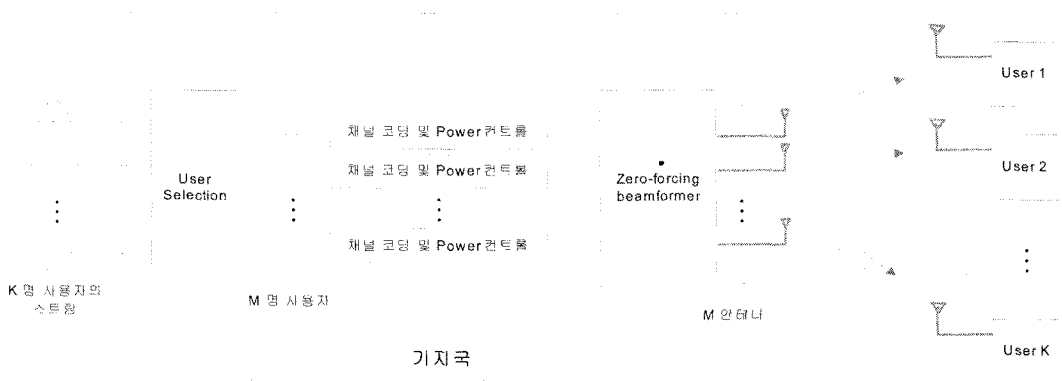 User 1
채널 코딩 및 Power컨트롤
채널 코딩 및 Power컨트롤
채널 코딩 및 Power컨트롤
User
Selection
Zero-forcing
beamformer
User 2
K 명 사용자의
스트림
M 명 사용자
M 안테나
기지국
User K